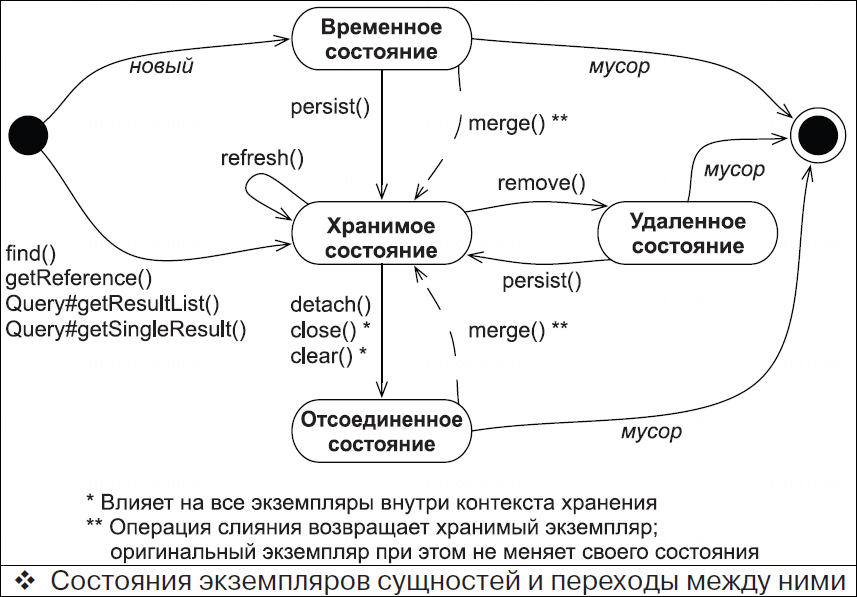 Временное
состояние
новый
мусор
persist()
merge() **
refresh()
remove()
мусор
Хранимое
состояние
Удаленное
состояние
find()
getReference()
Query#getResultList()
Query#getSingleResult()
persist()
detach()
close() *
clear() *
merge() **
Отсоединенное
состояние
мусор
* Влияет на все экземпляры внутри контекста хранения
** Операция слияния возвращает хранимый экземпляр;
оригинальный экземпляр при этом не меняет своего состояния
❖ Состояния экземпляров сущностей и переходы между ними